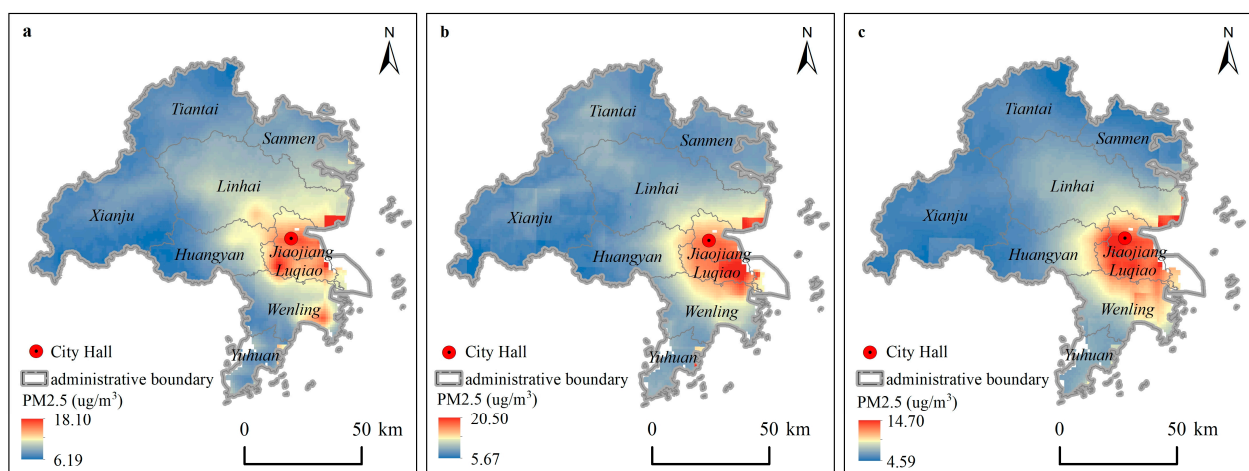 a
N
Tiantai
Sanmen
Linhai
Xianju
Huangyan
Jiaojiang
Luqiao
Wenling
Yuhuan
City Hall
administrative boundary
PM2.5 (ug/m³)
18.10
6.19
0 50 km
b
N
Tiantai
Sanmen
Linhai
Xianju
Huangyan
Jiaojiang
Luqiao
Wenling
Yuhuan
City Hall
administrative boundary
PM2.5 (ug/m³)
20.50
5.67
0 50 km
c
N
Tiantai
Sanmen
Linhai
Xianju
Huangyan
Jiaojiang
Luqiao
Wenling
Yuhuan
City Hall
administrative boundary
PM2.5 (ug/m³)
14.70
4.59
0 50 km